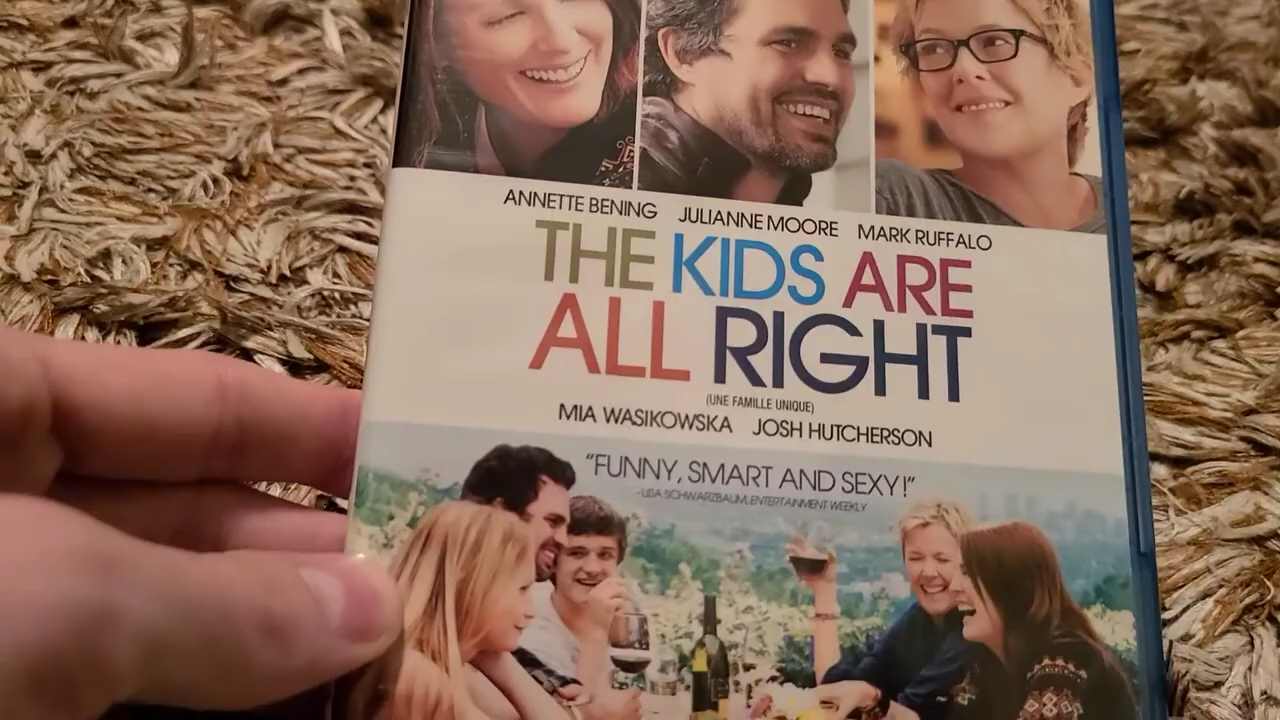 ANNETTE BENING JULIANNE MOORE MARK RUFFALO
THE KIDS ARE
ALL RIGHT
(UNE FAMILLE UNIQUE)
MIA WASIKOWSKA JOSH HUTCHERSON
"FUNNY, SMART AND SEXY!"
-LISA SCHWARZBAUM, ENTERTAINMENT WEEKLY